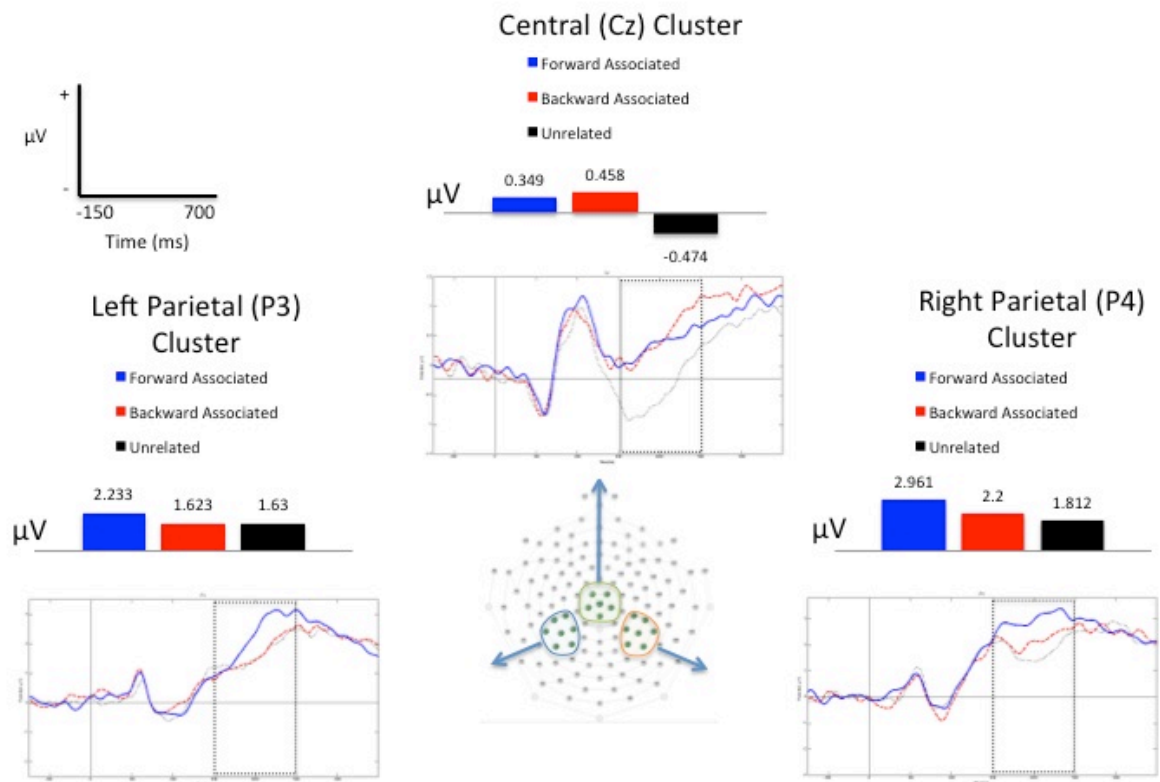 Central (Cz) Cluster
Forward Associated
Backward Associated
Unrelated
+
μV
-
-150 700
Time (ms)
μV
0.349
0.458
-0.474
Left Parietal (P3)
Cluster
Forward Associated
Backward Associated
Unrelated
μV
2.233
1.623
1.63
Right Parietal (P4)
Cluster
Forward Associated
Backward Associated
Unrelated
μV
2.961
2.2
1.812